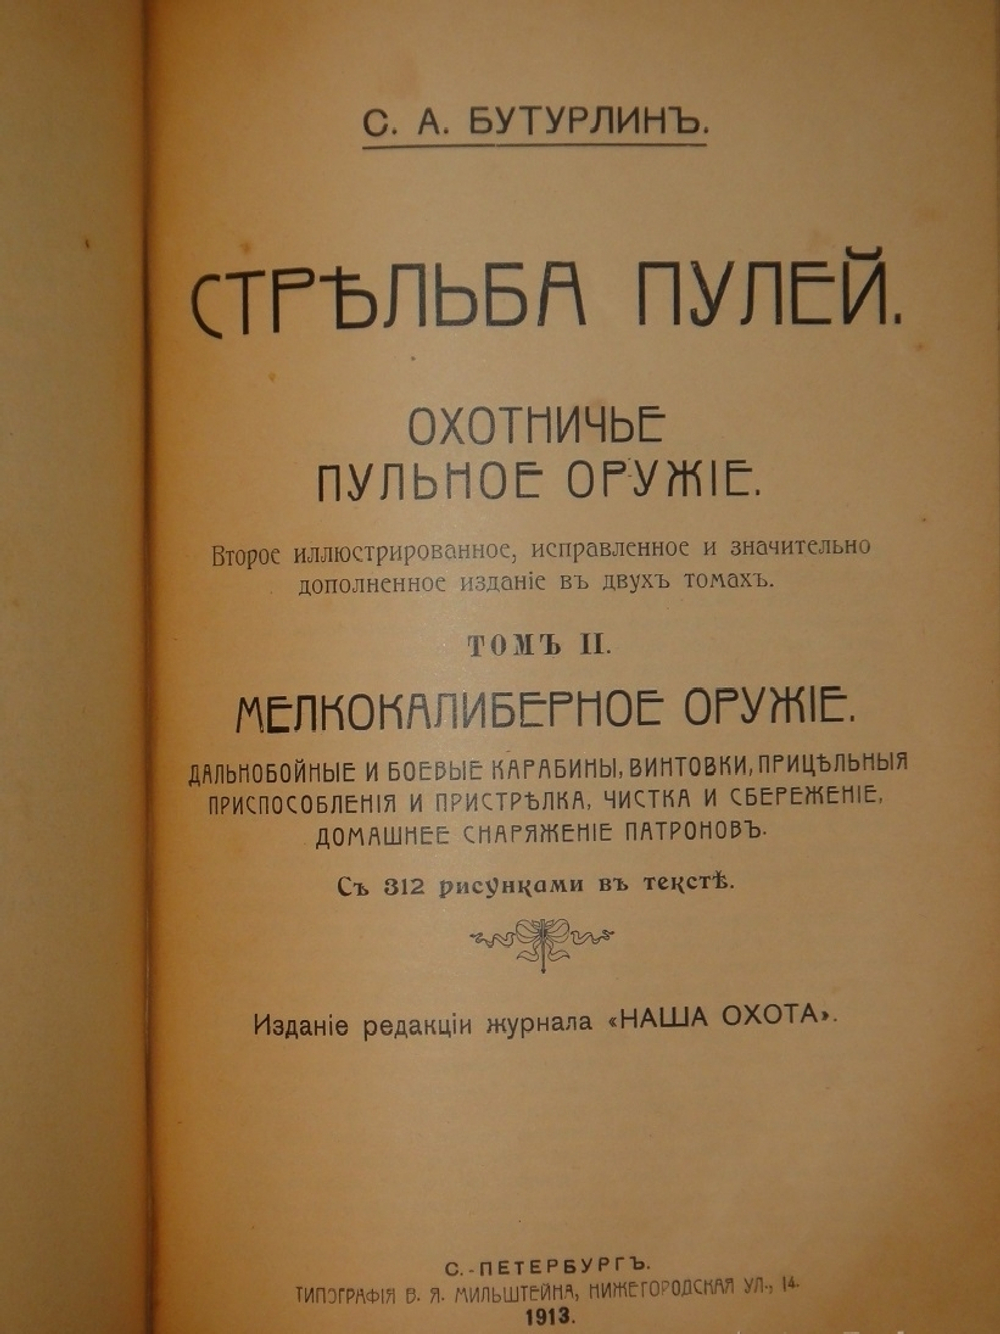 С. А. БУТУРЛИНЪ.
СТРѢЛЬБА ПУЛЕЙ.
ОХОТНИЧЬЕ
ПУЛЬНОЕ ОРУЖІЕ.
Второе иллюстрированное, исправленное и значительно
дополненное изданіе въ двухъ томахъ.
ТОМЪ II.
МЕЛКОКАЛИБЕРНОЕ ОРУЖІЕ.
ДАЛЬНОБОЙНЫЕ И БОЕВЫЕ КАРАБИНЫ, ВИНТОВКИ, ПРИЦѢЛЬНЫЯ
ПРИСПОСОБЛЕНІЯ И ПРИСТРѢЛКА, ЧИСТКА И СБЕРЕЖЕНІЕ,
ДОМАШНЕЕ СНАРЯЖЕНІЕ ПАТРОНОВЪ.
Съ 312 рисунками въ текстѣ.
Изданіе редакціи журнала «НАША ОХОТА».
С.-ПЕТЕРБУРГЪ.
ТИПОГРАФІЯ В. Я. МИЛЬШТЕЙНА, НИЖЕГОРОДСКАЯ УЛ., 14.
1913.